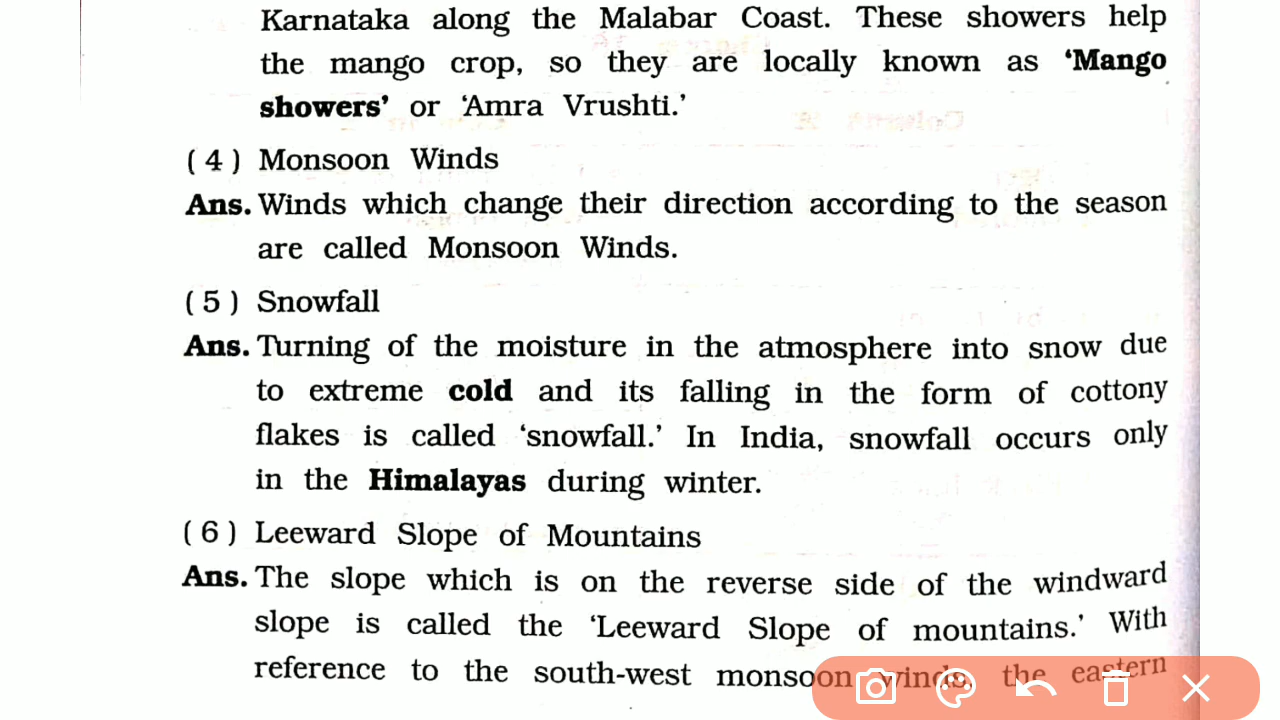 Karnataka along the Malabar Coast. These showers help
the mango crop, so they are locally known as ‘Mango
showers’ or ‘Amra Vrushti.’
( 4 ) Monsoon Winds
Ans. Winds which change their direction according to the season
are called Monsoon Winds.
( 5 ) Snowfall
Ans. Turning of the moisture in the atmosphere into snow due
to extreme cold and its falling in the form of cottony
flakes is called ‘snowfall.’ In India, snowfall occurs only
in the Himalayas during winter.
( 6 ) Leeward Slope of Mountains
Ans. The slope which is on the reverse side of the windward
slope is called the ‘Leeward Slope of mountains.’ With
reference to the south-west monsoon winds, the eastern